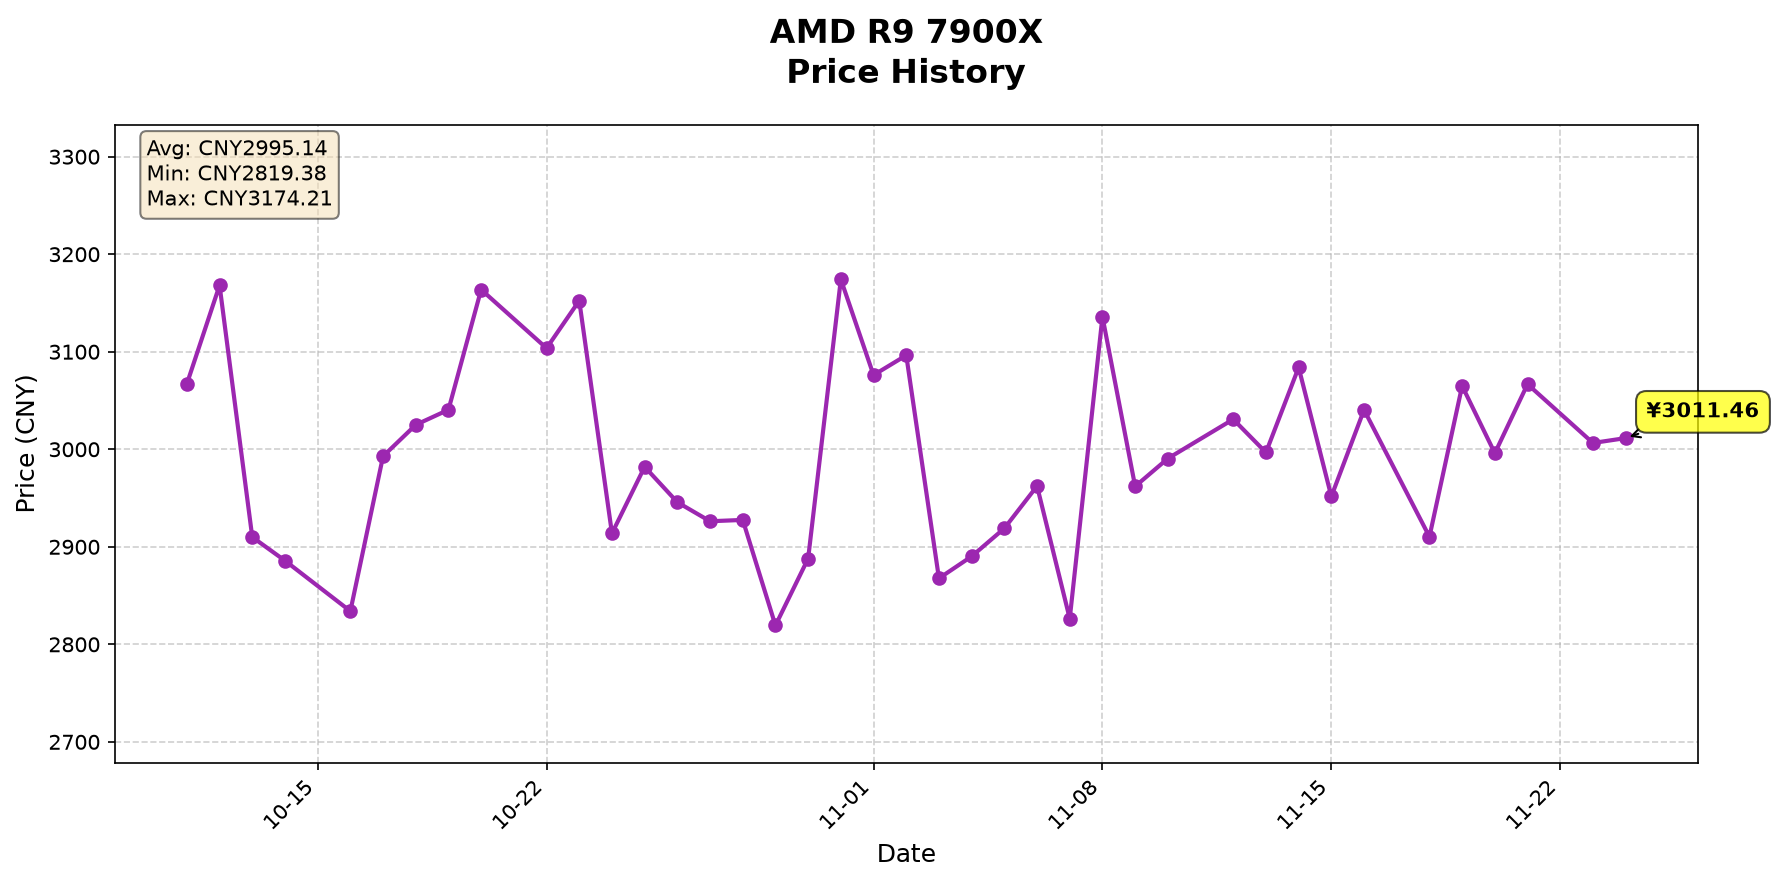 AMD R9 7900X
Price History
Avg: CNY2995.14
Min: CNY2819.38
Max: CNY3174.21
3300
3200
3100
3000
2900
2800
2700
Price (CNY)
¥3011.46
10-15
10-22
11-01
11-08
11-15
11-22
Date